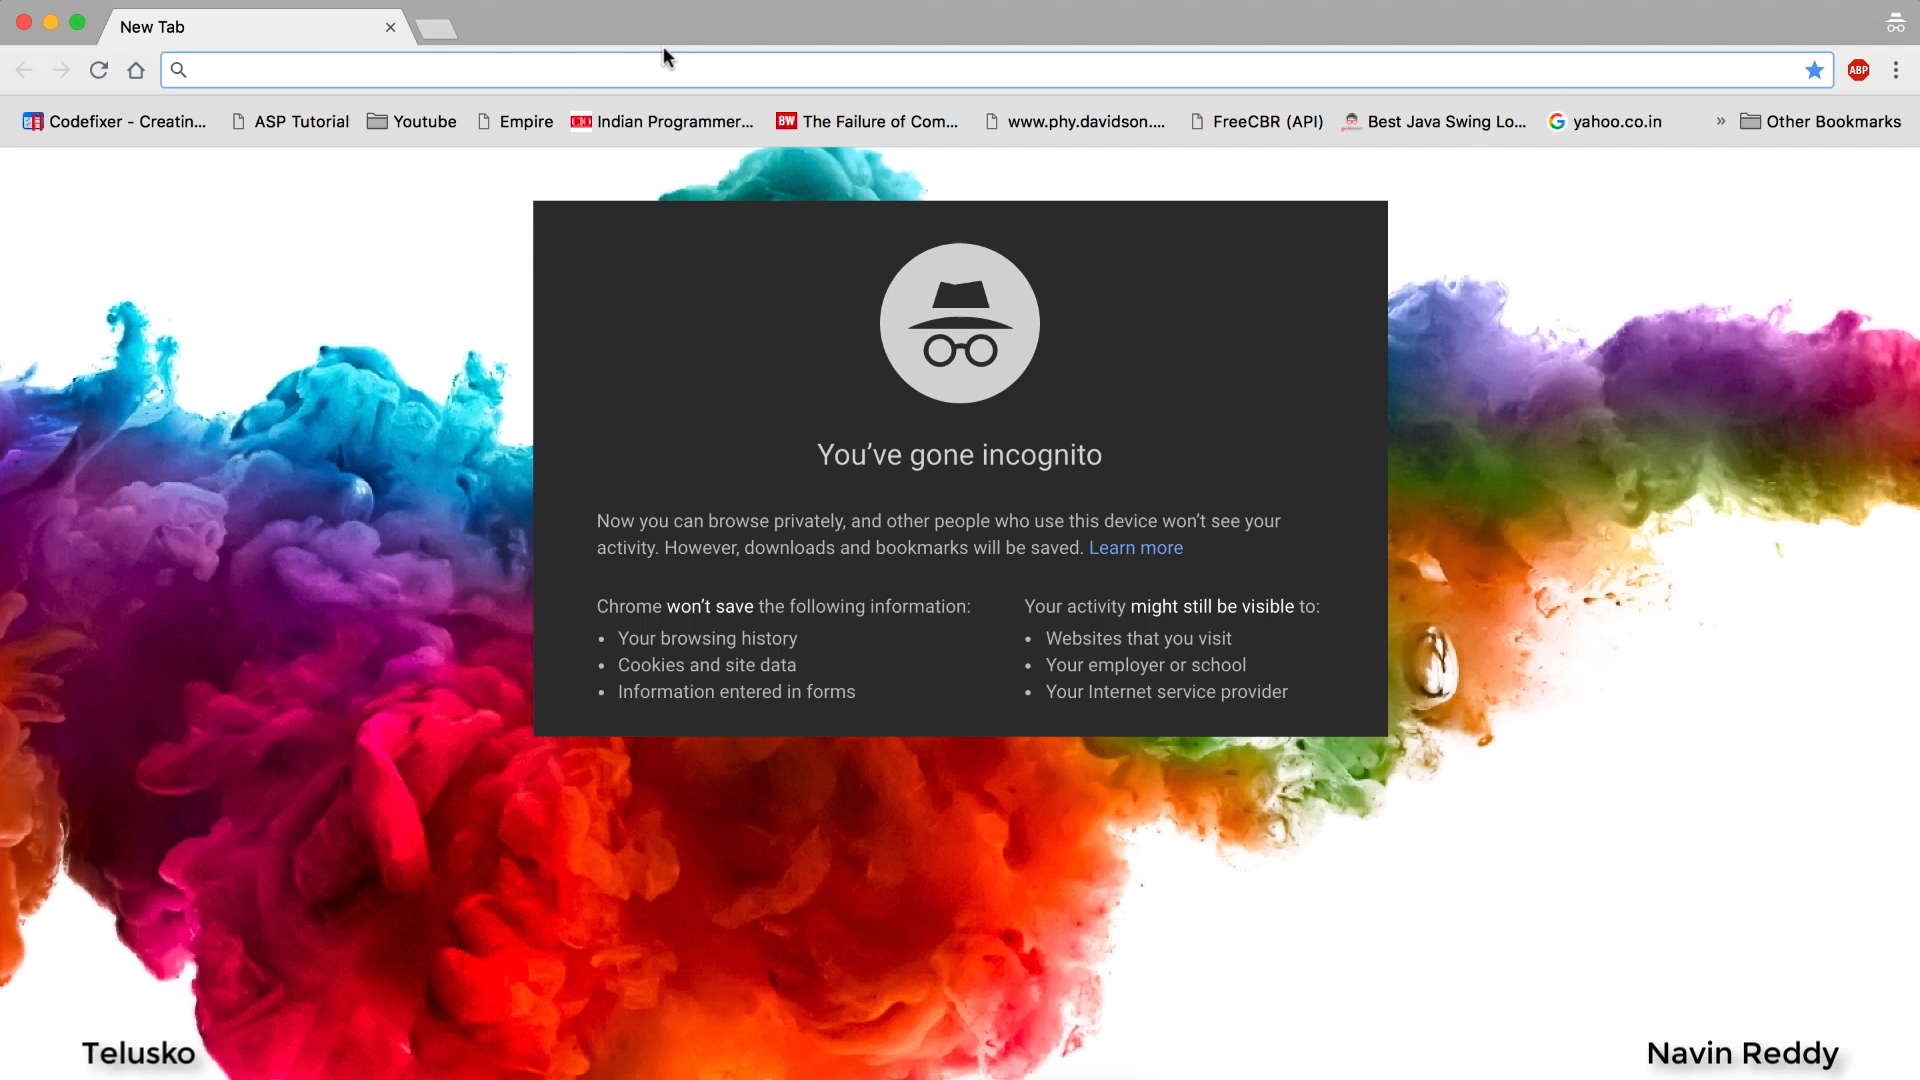 New Tab
ABP
Codefixer - Creatin... ASP Tutorial Youtube Empire Indian Programmer... BW The Failure of Com... www.phy.davidson.... FreeCBR (API) Best Java Swing Lo... G yahoo.co.in » Other Bookmarks
You’ve gone incognito
Now you can browse privately, and other people who use this device won’t see your
activity. However, downloads and bookmarks will be saved. Learn more
Chrome won’t save the following information:
• Your browsing history
• Cookies and site data
• Information entered in forms
Your activity might still be visible to:
• Websites that you visit
• Your employer or school
• Your Internet service provider
Telusko
Navin Reddy